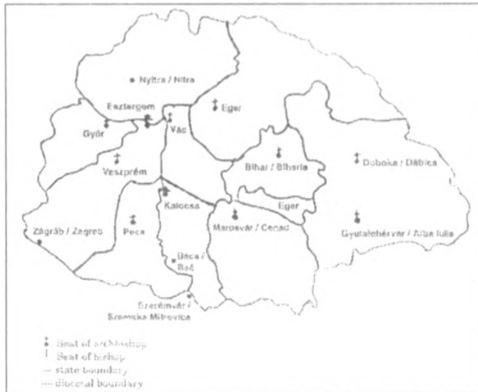 Nyitra / Nitra
Esztergom
Eger
Győr
Vác
Veszprém
Bihar / Biharia
Doboka / Dăbâca
Kalocsa
Eger
Zágráb / Zagreb
Pécs
Marosvár / Cenad
Gyulafehérvár / Alba Iulia
Bács /
Bač
Szerémvár /
Sremska Mitrovica
Seat of archbishop
Seat of bishop
state boundary
diocesal boundary